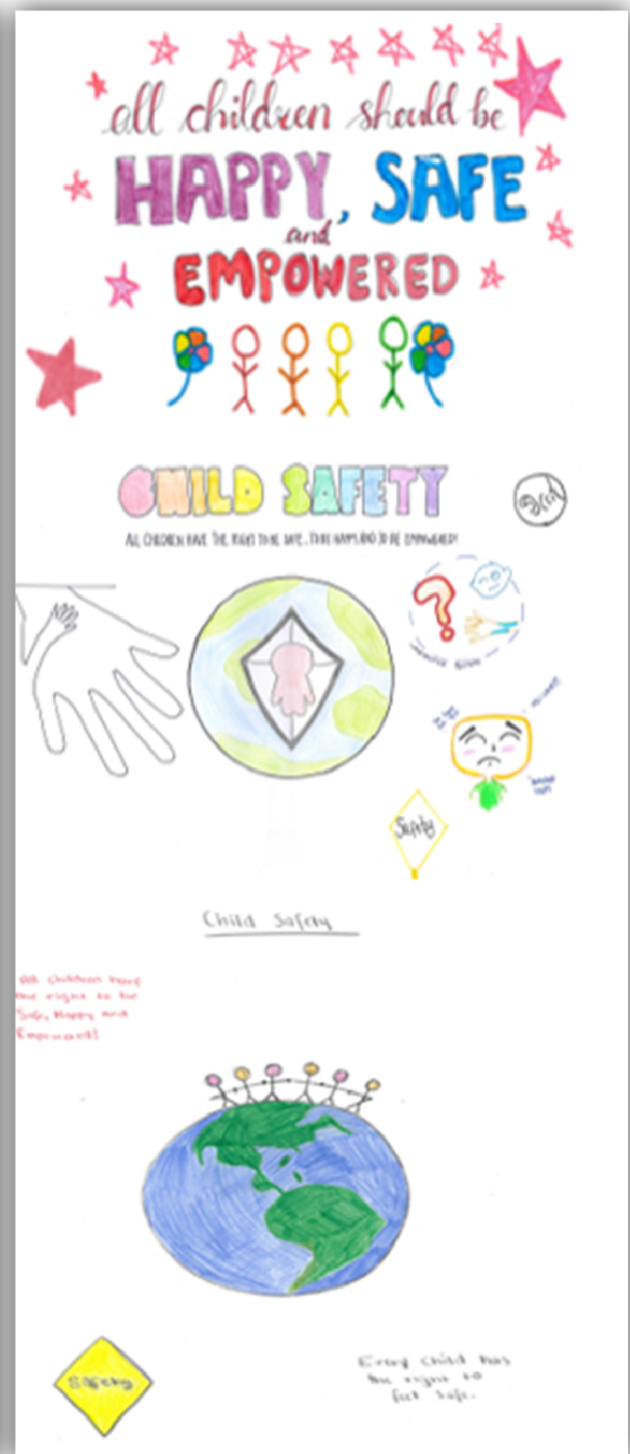 all children should be
HAPPY, SAFE
and
EMPOWERED
CHILD SAFETY
ALL CHILDREN HAVE THE RIGHT TO BE SAFE, TO BE HAPPY AND TO BE EMPOWERED!
Safety
Child Safety
All children have
the right to be
Safe, Happy and
Empowered!
Safety
Every child has
the right to
feel safe.